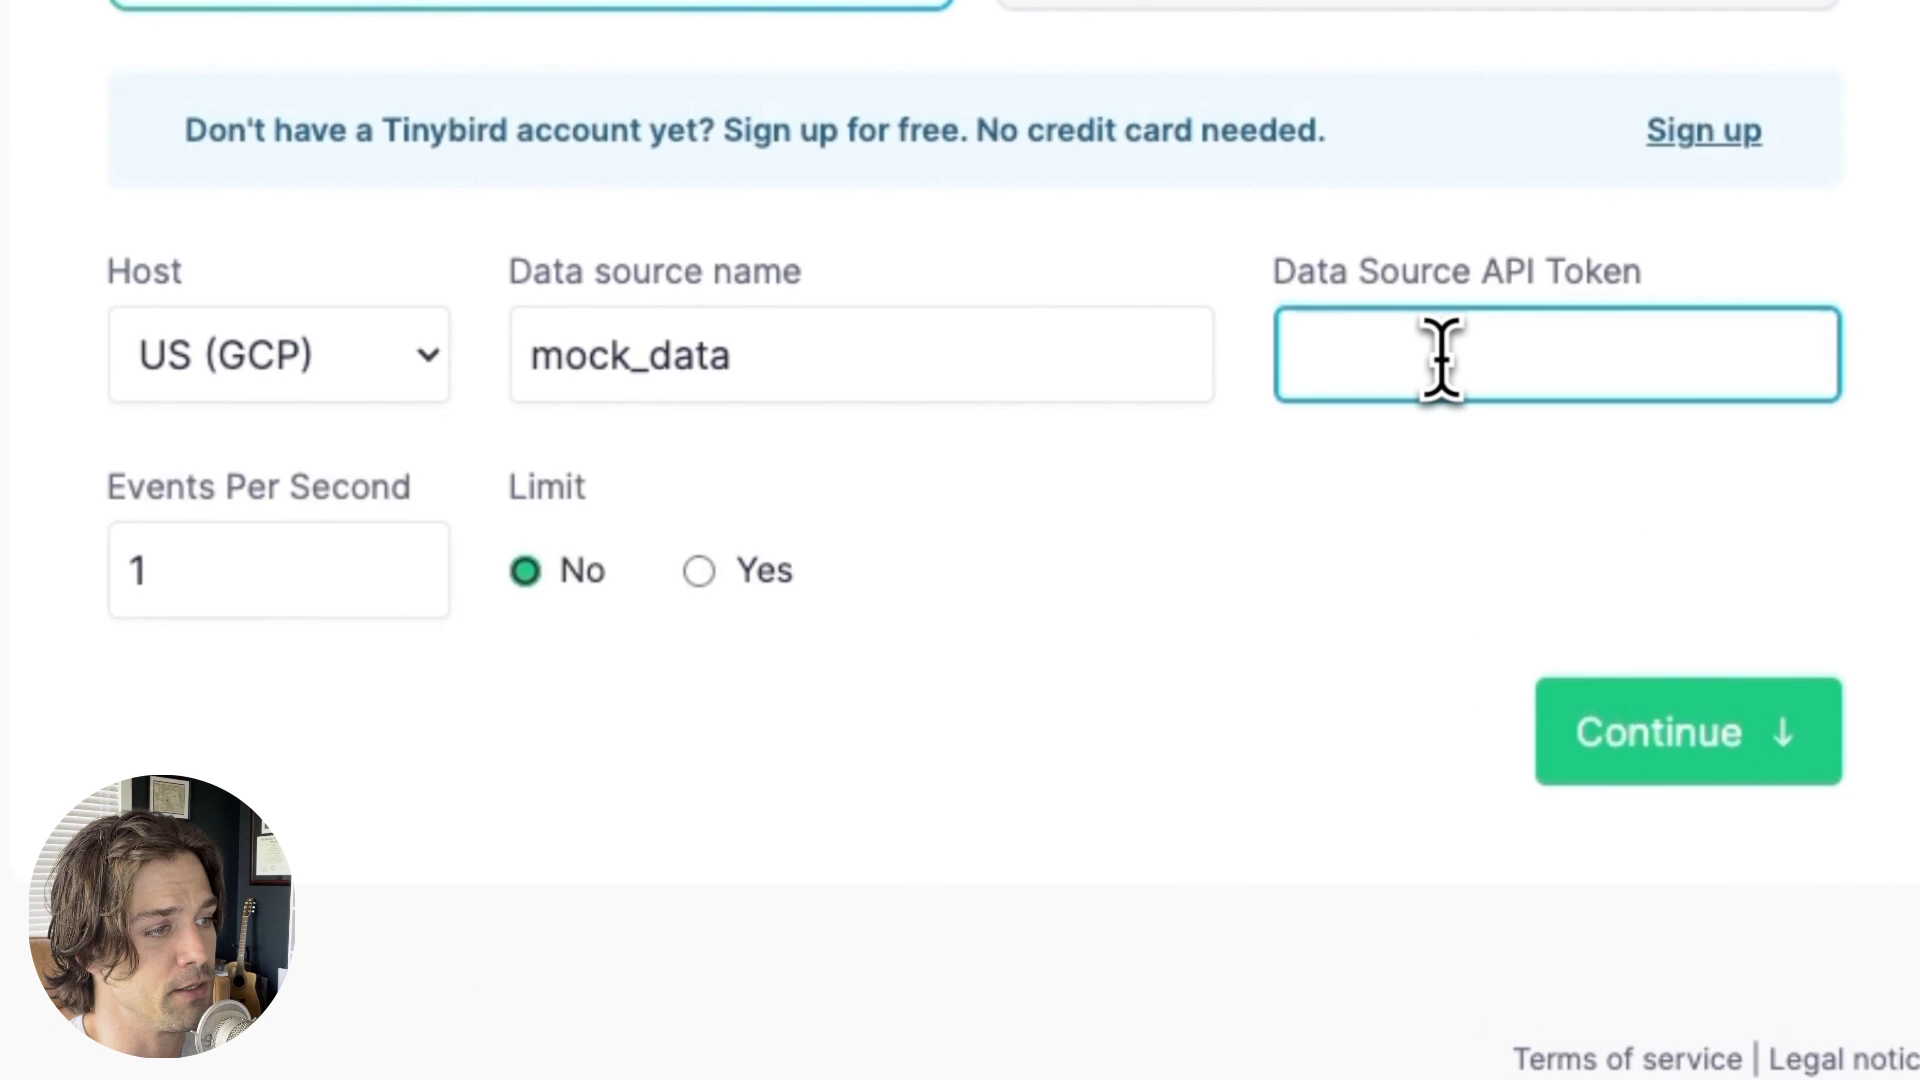 Don't have a Tinybird account yet? Sign up for free. No credit card needed.
Sign up
Host
Data source name
Data Source API Token
US (GCP)
mock_data
Events Per Second
Limit
1
No
Yes
Continue ↓
Terms of service | Legal notic